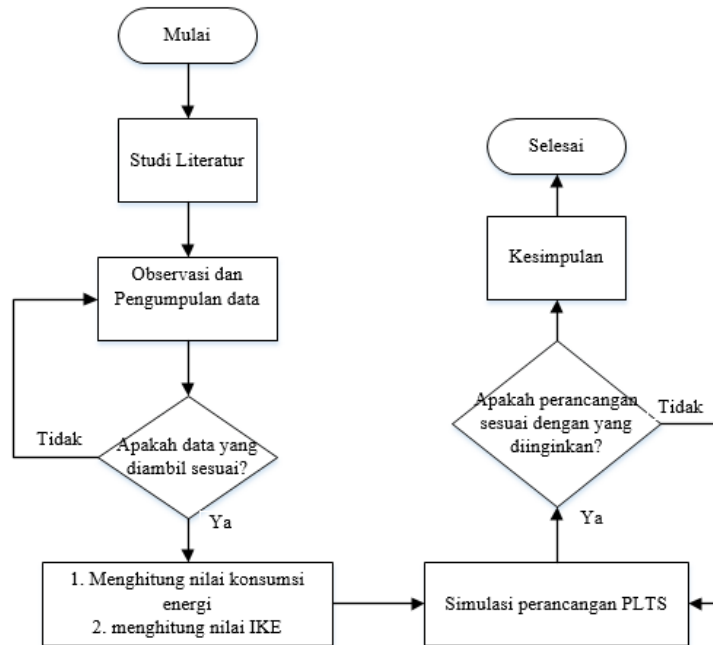 Mulai
Studi Literatur
Observasi dan
Pengumpulan data
Tidak
Apakah data yang
diambil sesuai?
Ya
1. Menghitung nilai konsumsi
energi
2. menghitung nilai IKE
Simulasi perancangan PLTS
Ya
Apakah perancangan
sesuai dengan yang
diinginkan?
Tidak
Kesimpulan
Selesai